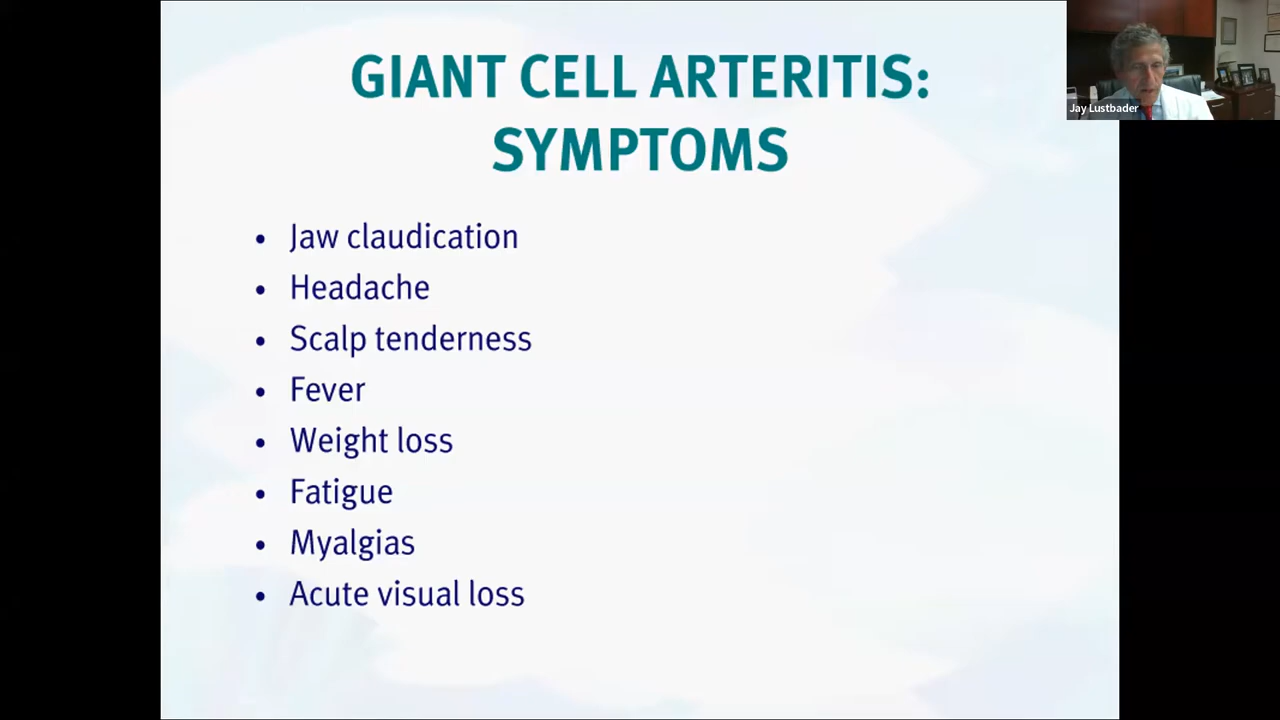 GIANT CELL ARTERITIS:
SYMPTOMS
Jay Lustbader
• Jaw claudication
• Headache
• Scalp tenderness
• Fever
• Weight loss
• Fatigue
• Myalgias
• Acute visual loss